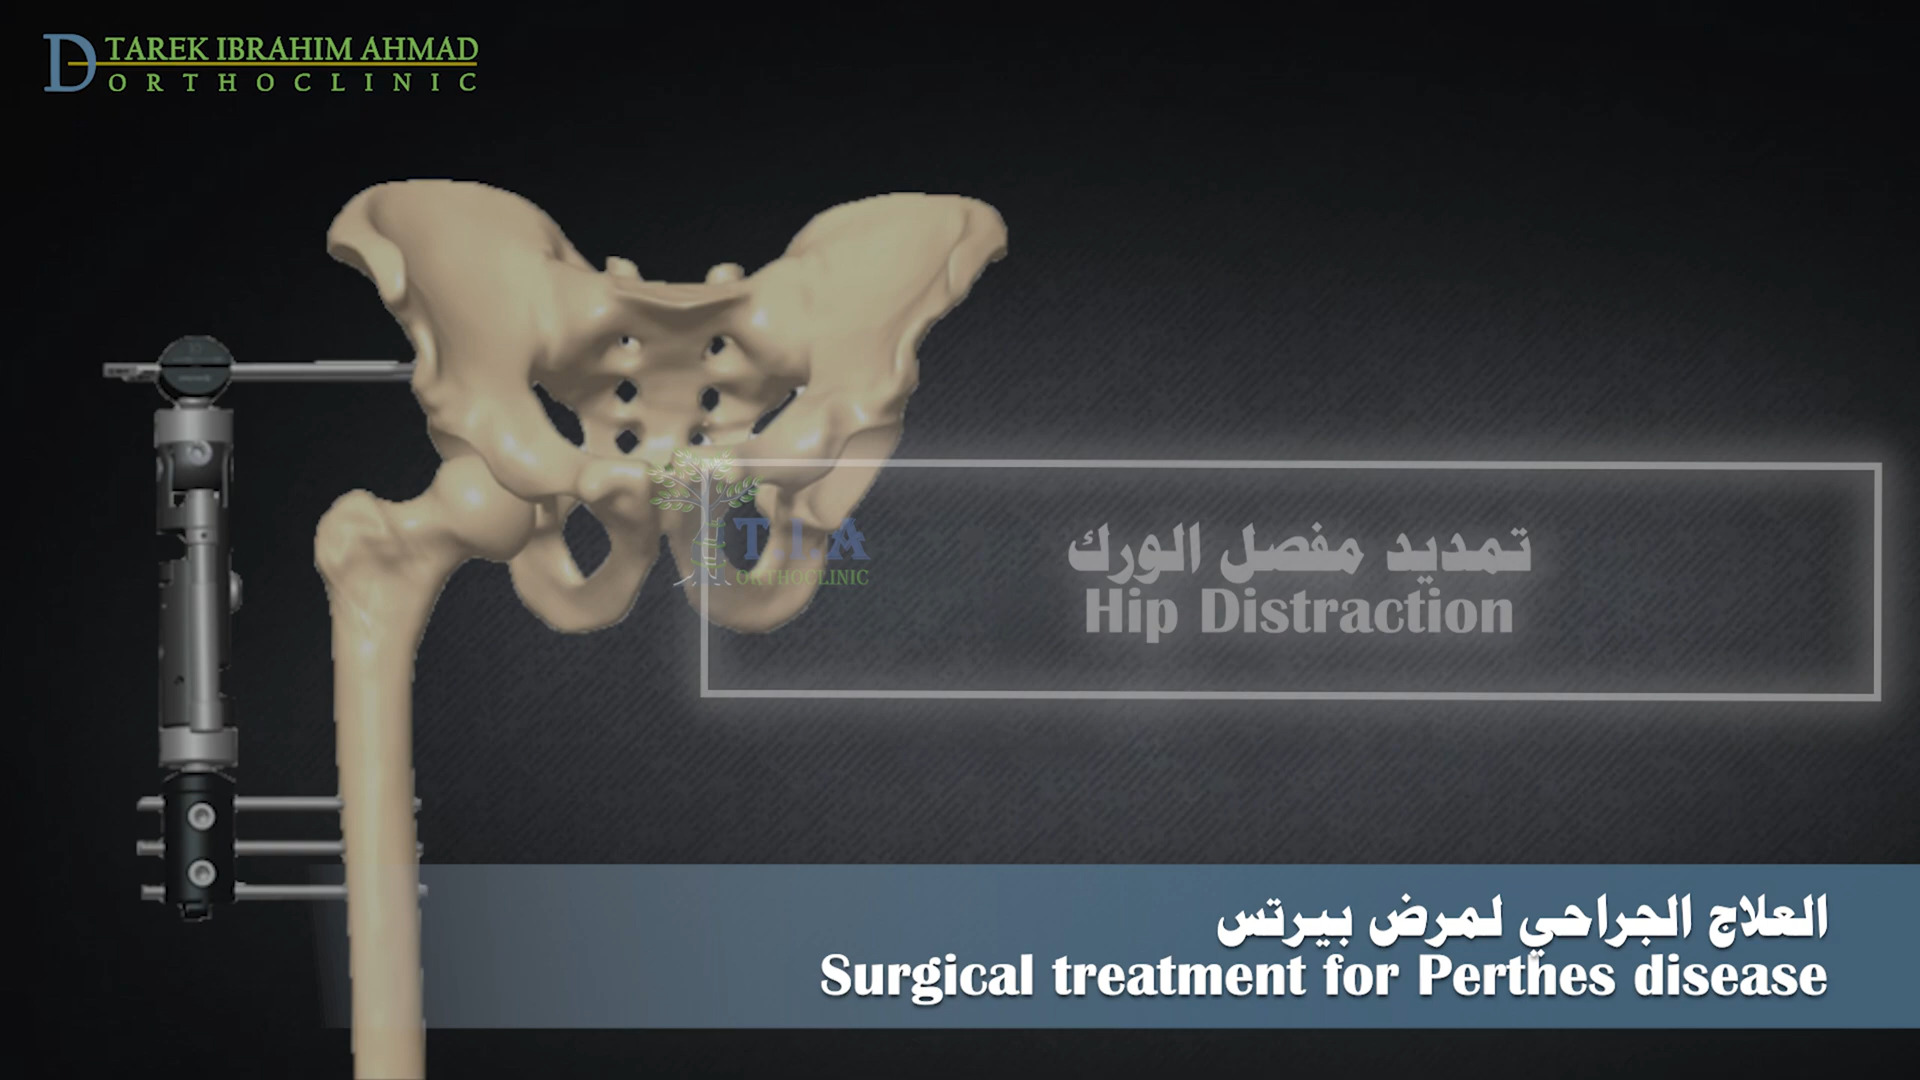 D TAREK IBRAHIM AHMAD
ORTHOCLINIC
تمديد مفصل الورك
Hip Distraction
T.I.A
ORTHOCLINIC
العلاج الجراحي لمرض بيرتس
Surgical treatment for Perthes disease